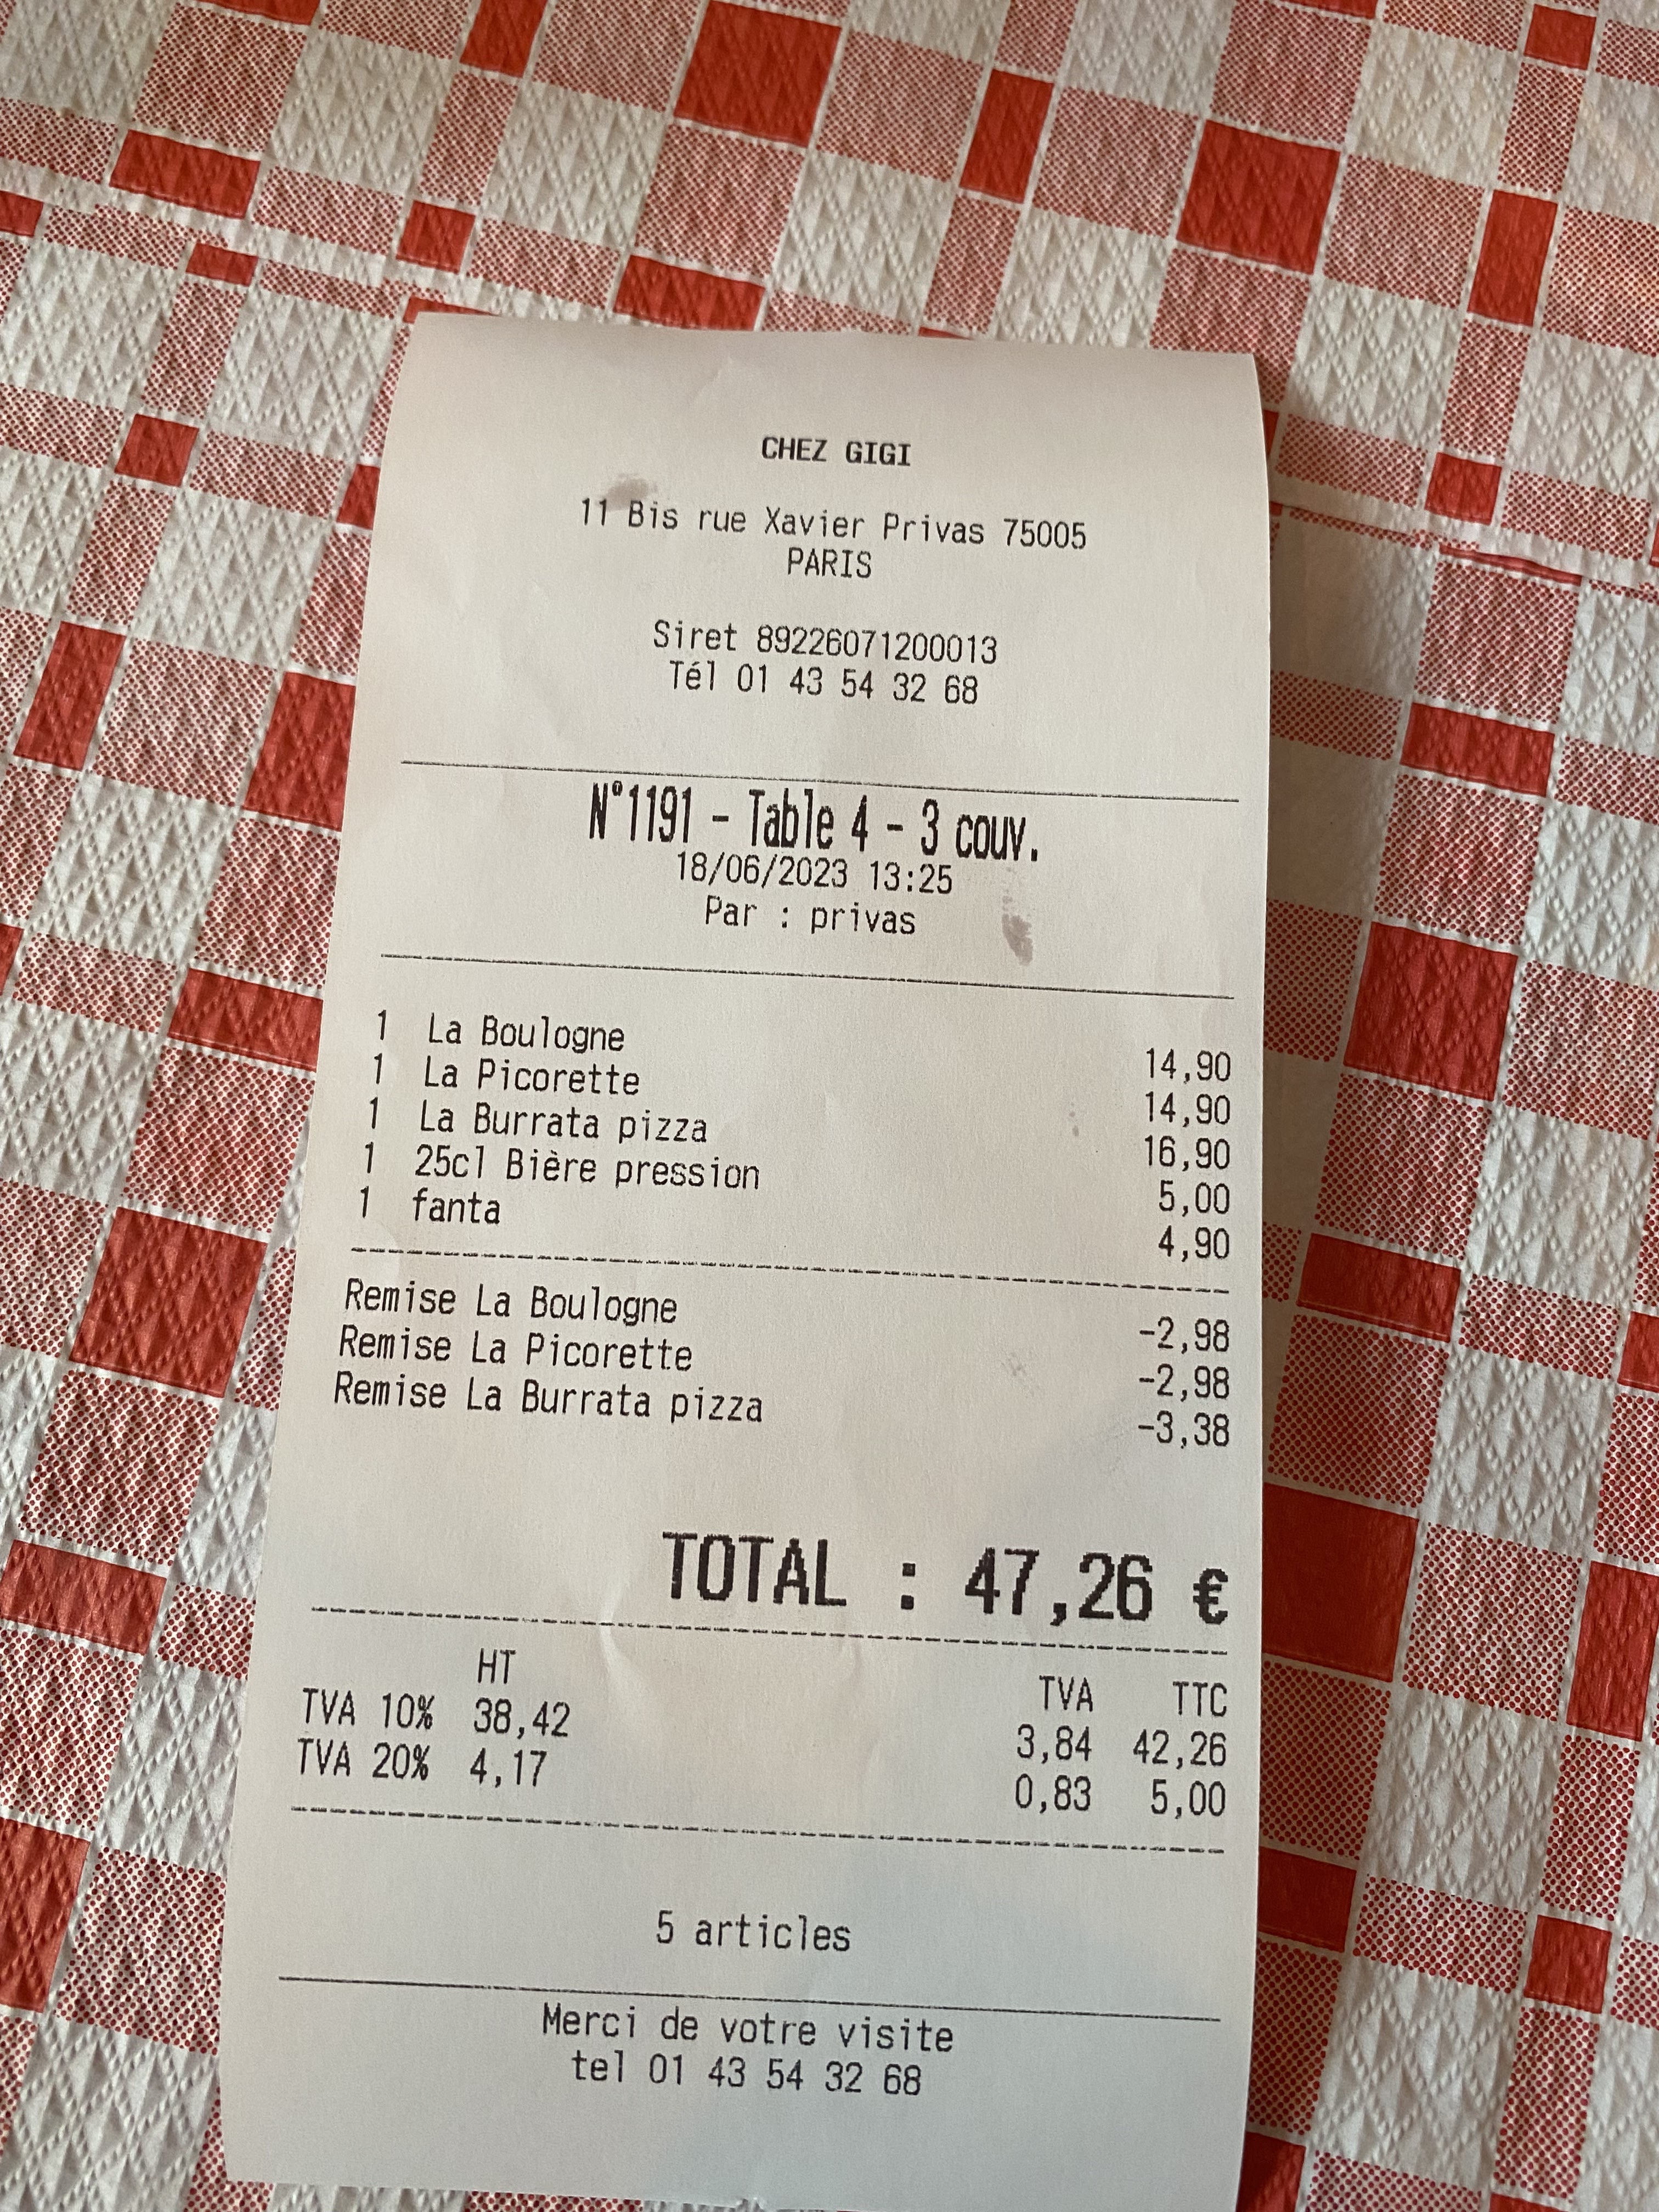 CHEZ GIGI
11 Bis rue Xavier Privas 75005
PARIS
Siret 89226071200013
Tél 01 43 54 32 68
N°1191 - Table 4 - 3 couv.
18/06/2023 13:25
Par : privas
1 La Boulogne 14,90
1 La Picorette 14,90
1 La Burrata pizza 16,90
1 25cl Bière pression 5,00
1 fanta 4,90
Remise La Boulogne -2,98
Remise La Picorette -2,98
Remise La Burrata pizza -3,38
TOTAL : 47,26 €
HT TVA TTC
TVA 10% 38,42 3,84 42,26
TVA 20% 4,17 0,83 5,00
5 articles
Merci de votre visite
tel 01 43 54 32 68